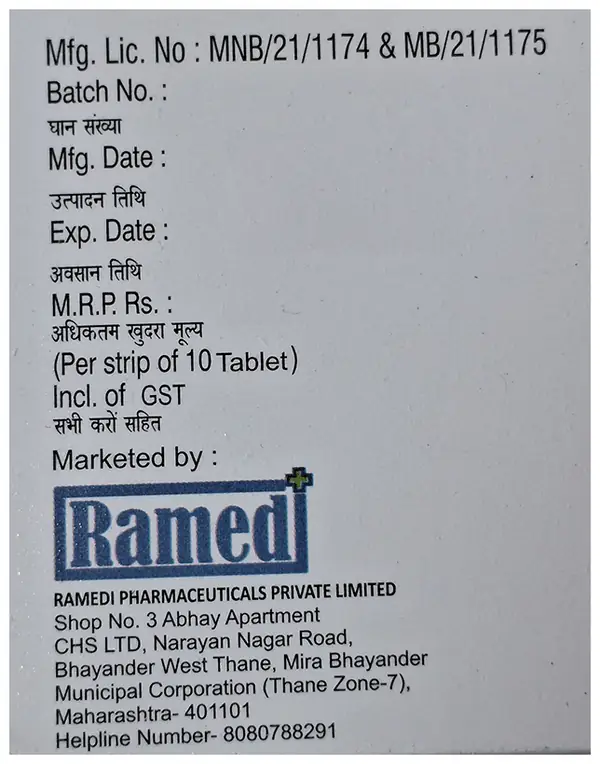 Mfg. Lic. No : MNB/21/1174 & MB/21/1175
Batch No. :
घान संख्या
Mfg. Date :
उत्पादन तिथि
Exp. Date :
अवसान तिथि
M.R.P. Rs. :
अधिकतम खुदरा मूल्य
(Per strip of 10 Tablet)
Incl. of GST
सभी करों सहित
Marketed by :
Ramedi
RAMEDI PHARMACEUTICALS PRIVATE LIMITED
Shop No. 3 Abhay Apartment
CHS LTD, Narayan Nagar Road,
Bhayander West Thane, Mira Bhayander
Municipal Corporation (Thane Zone-7),
Maharashtra- 401101
Helpline Number- 8080788291